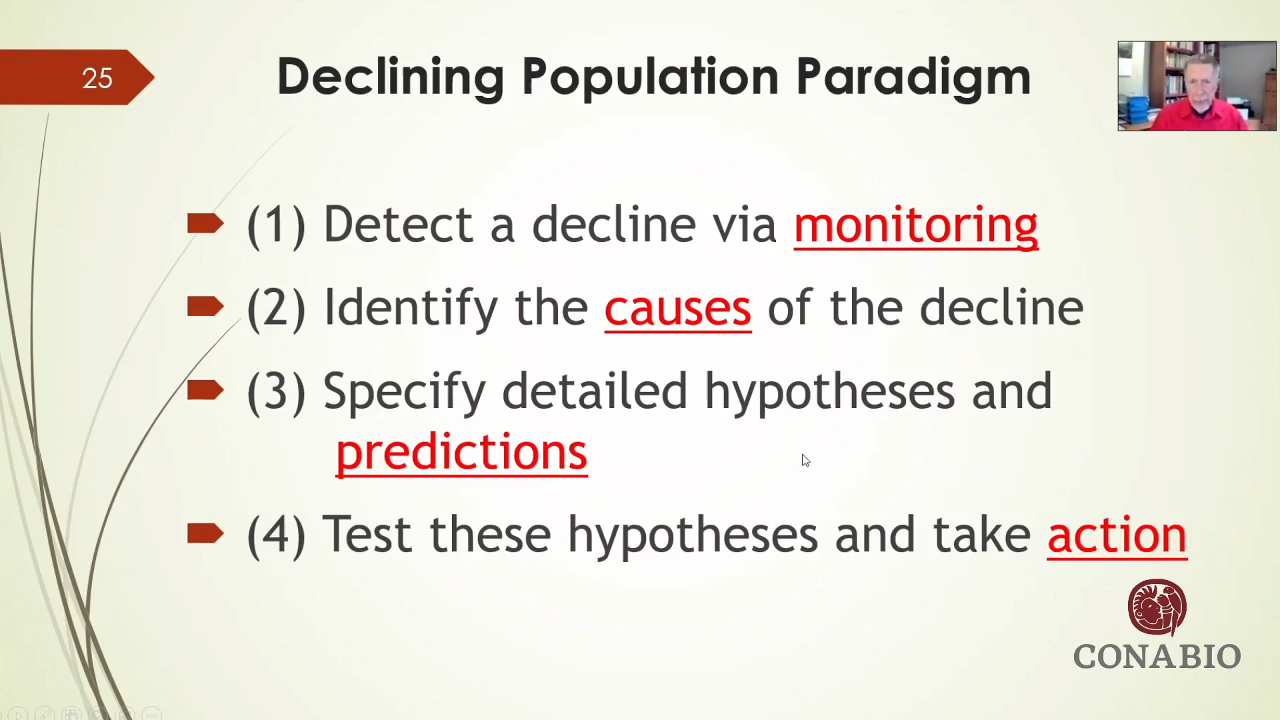 25
Declining Population Paradigm
(1) Detect a decline via monitoring
(2) Identify the causes of the decline
(3) Specify detailed hypotheses and
predictions
(4) Test these hypotheses and take action
CONABIO